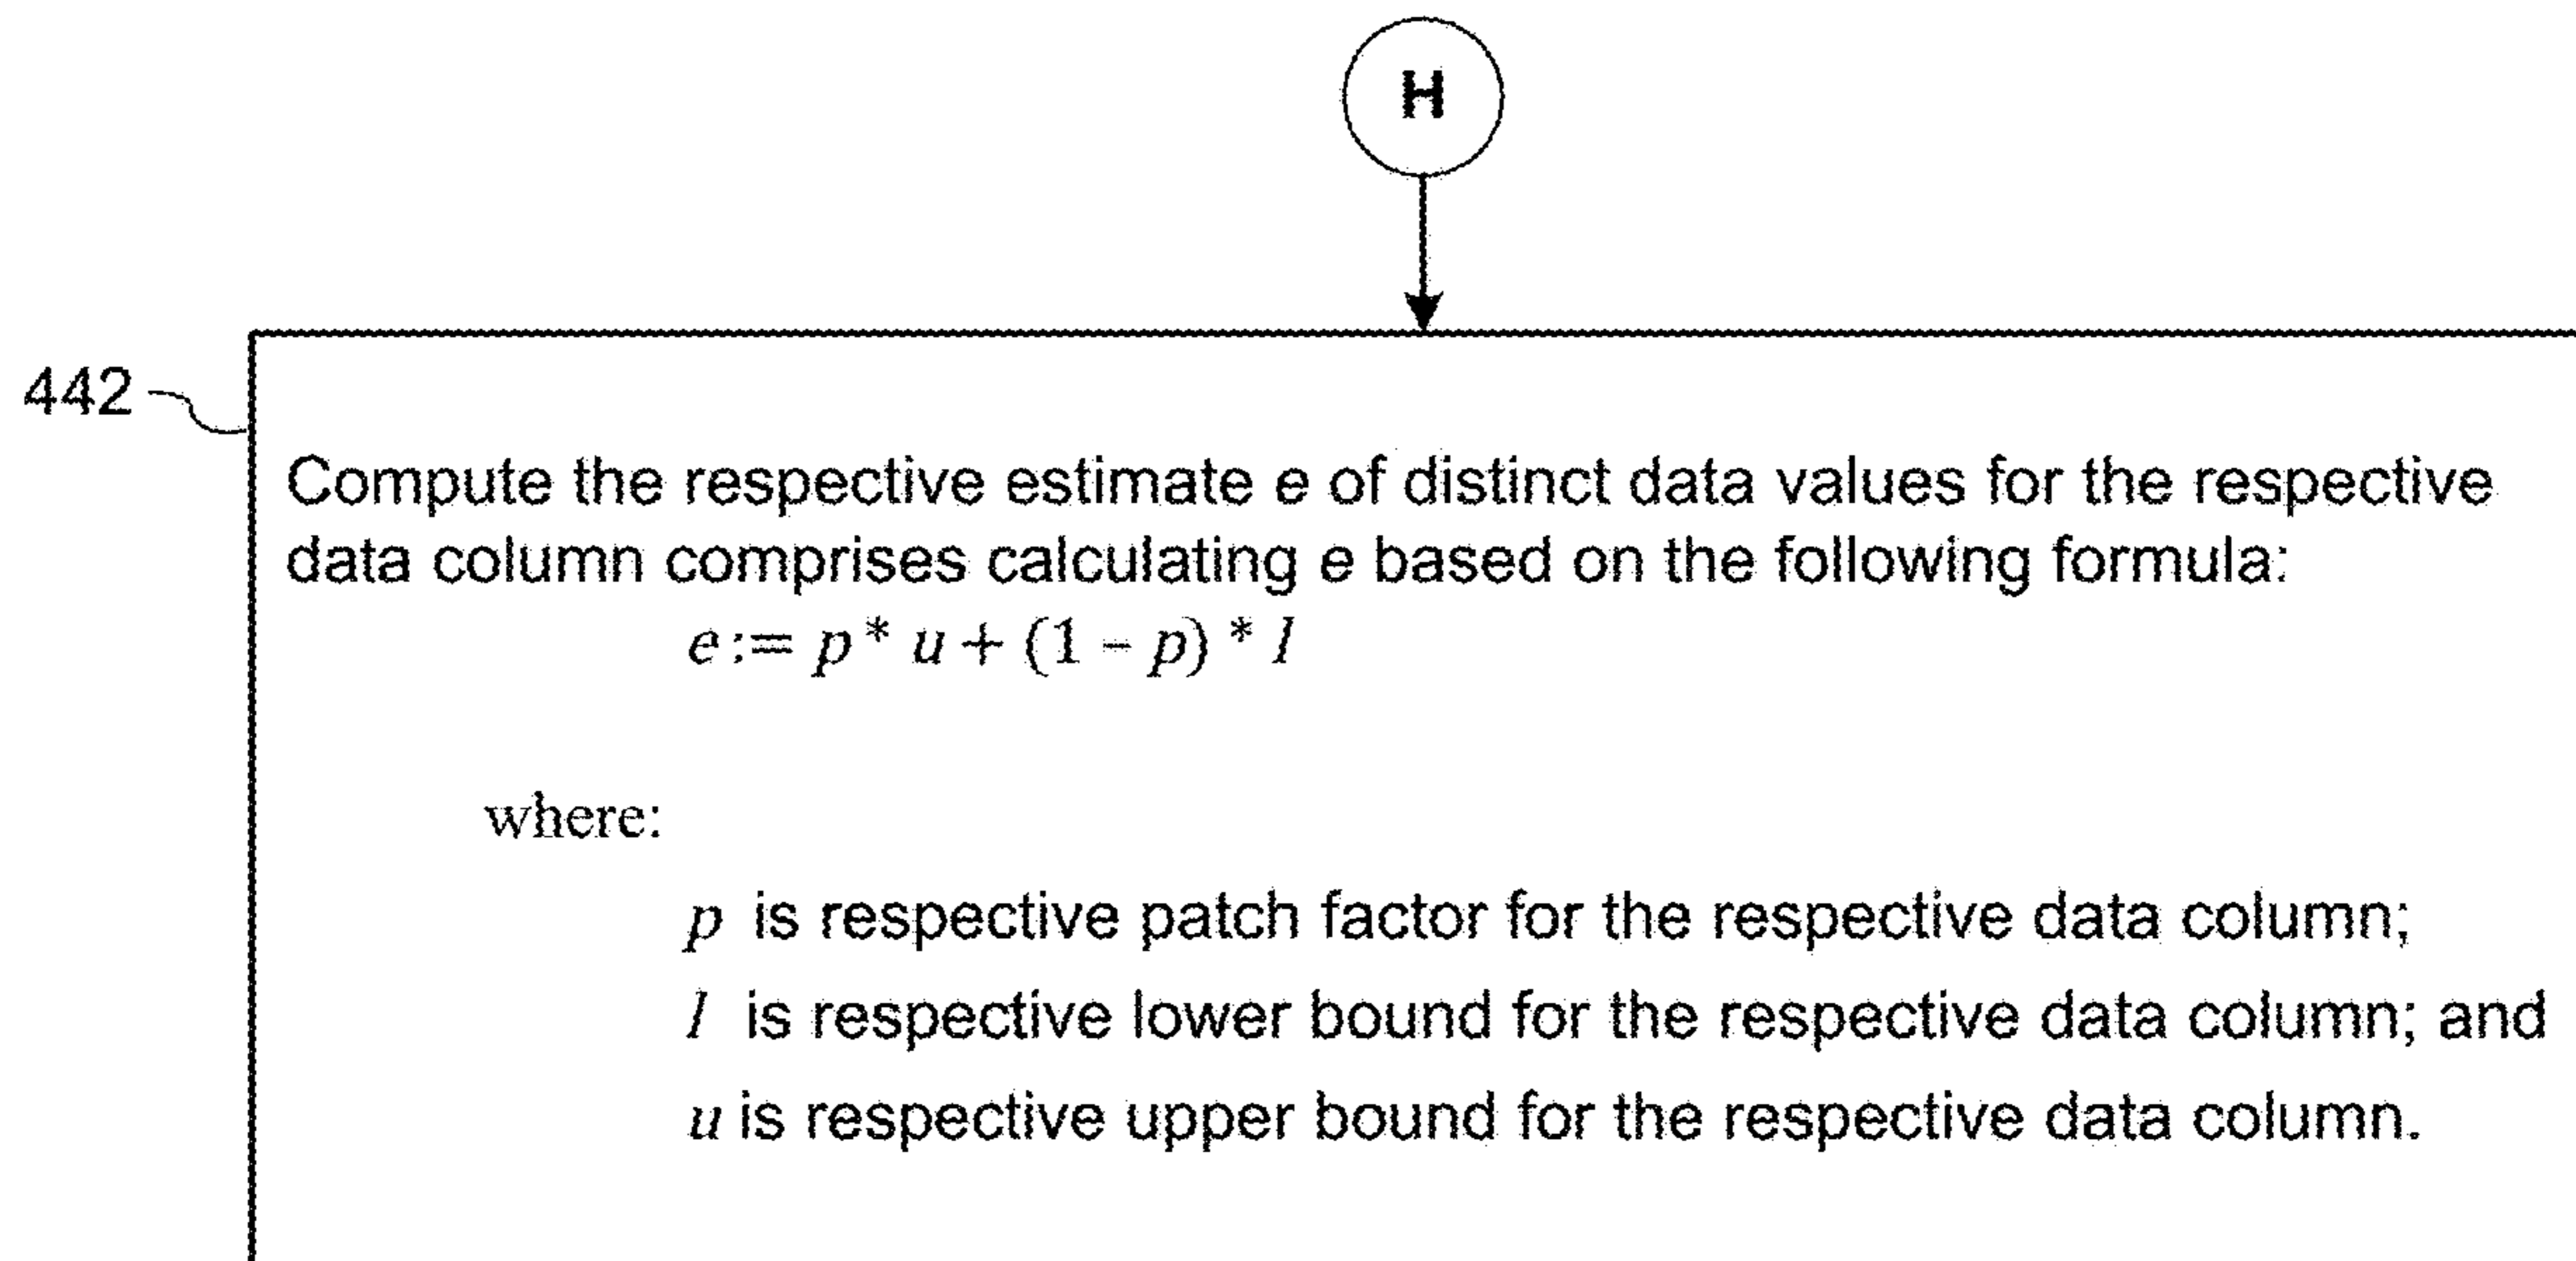 H
442
Compute the respective estimate e of distinct data values for the respective
data column comprises calculating e based on the following formula:
e := p * u + (1 - p) * l
where:
p is respective patch factor for the respective data column;
l is respective lower bound for the respective data column; and
u is respective upper bound for the respective data column.